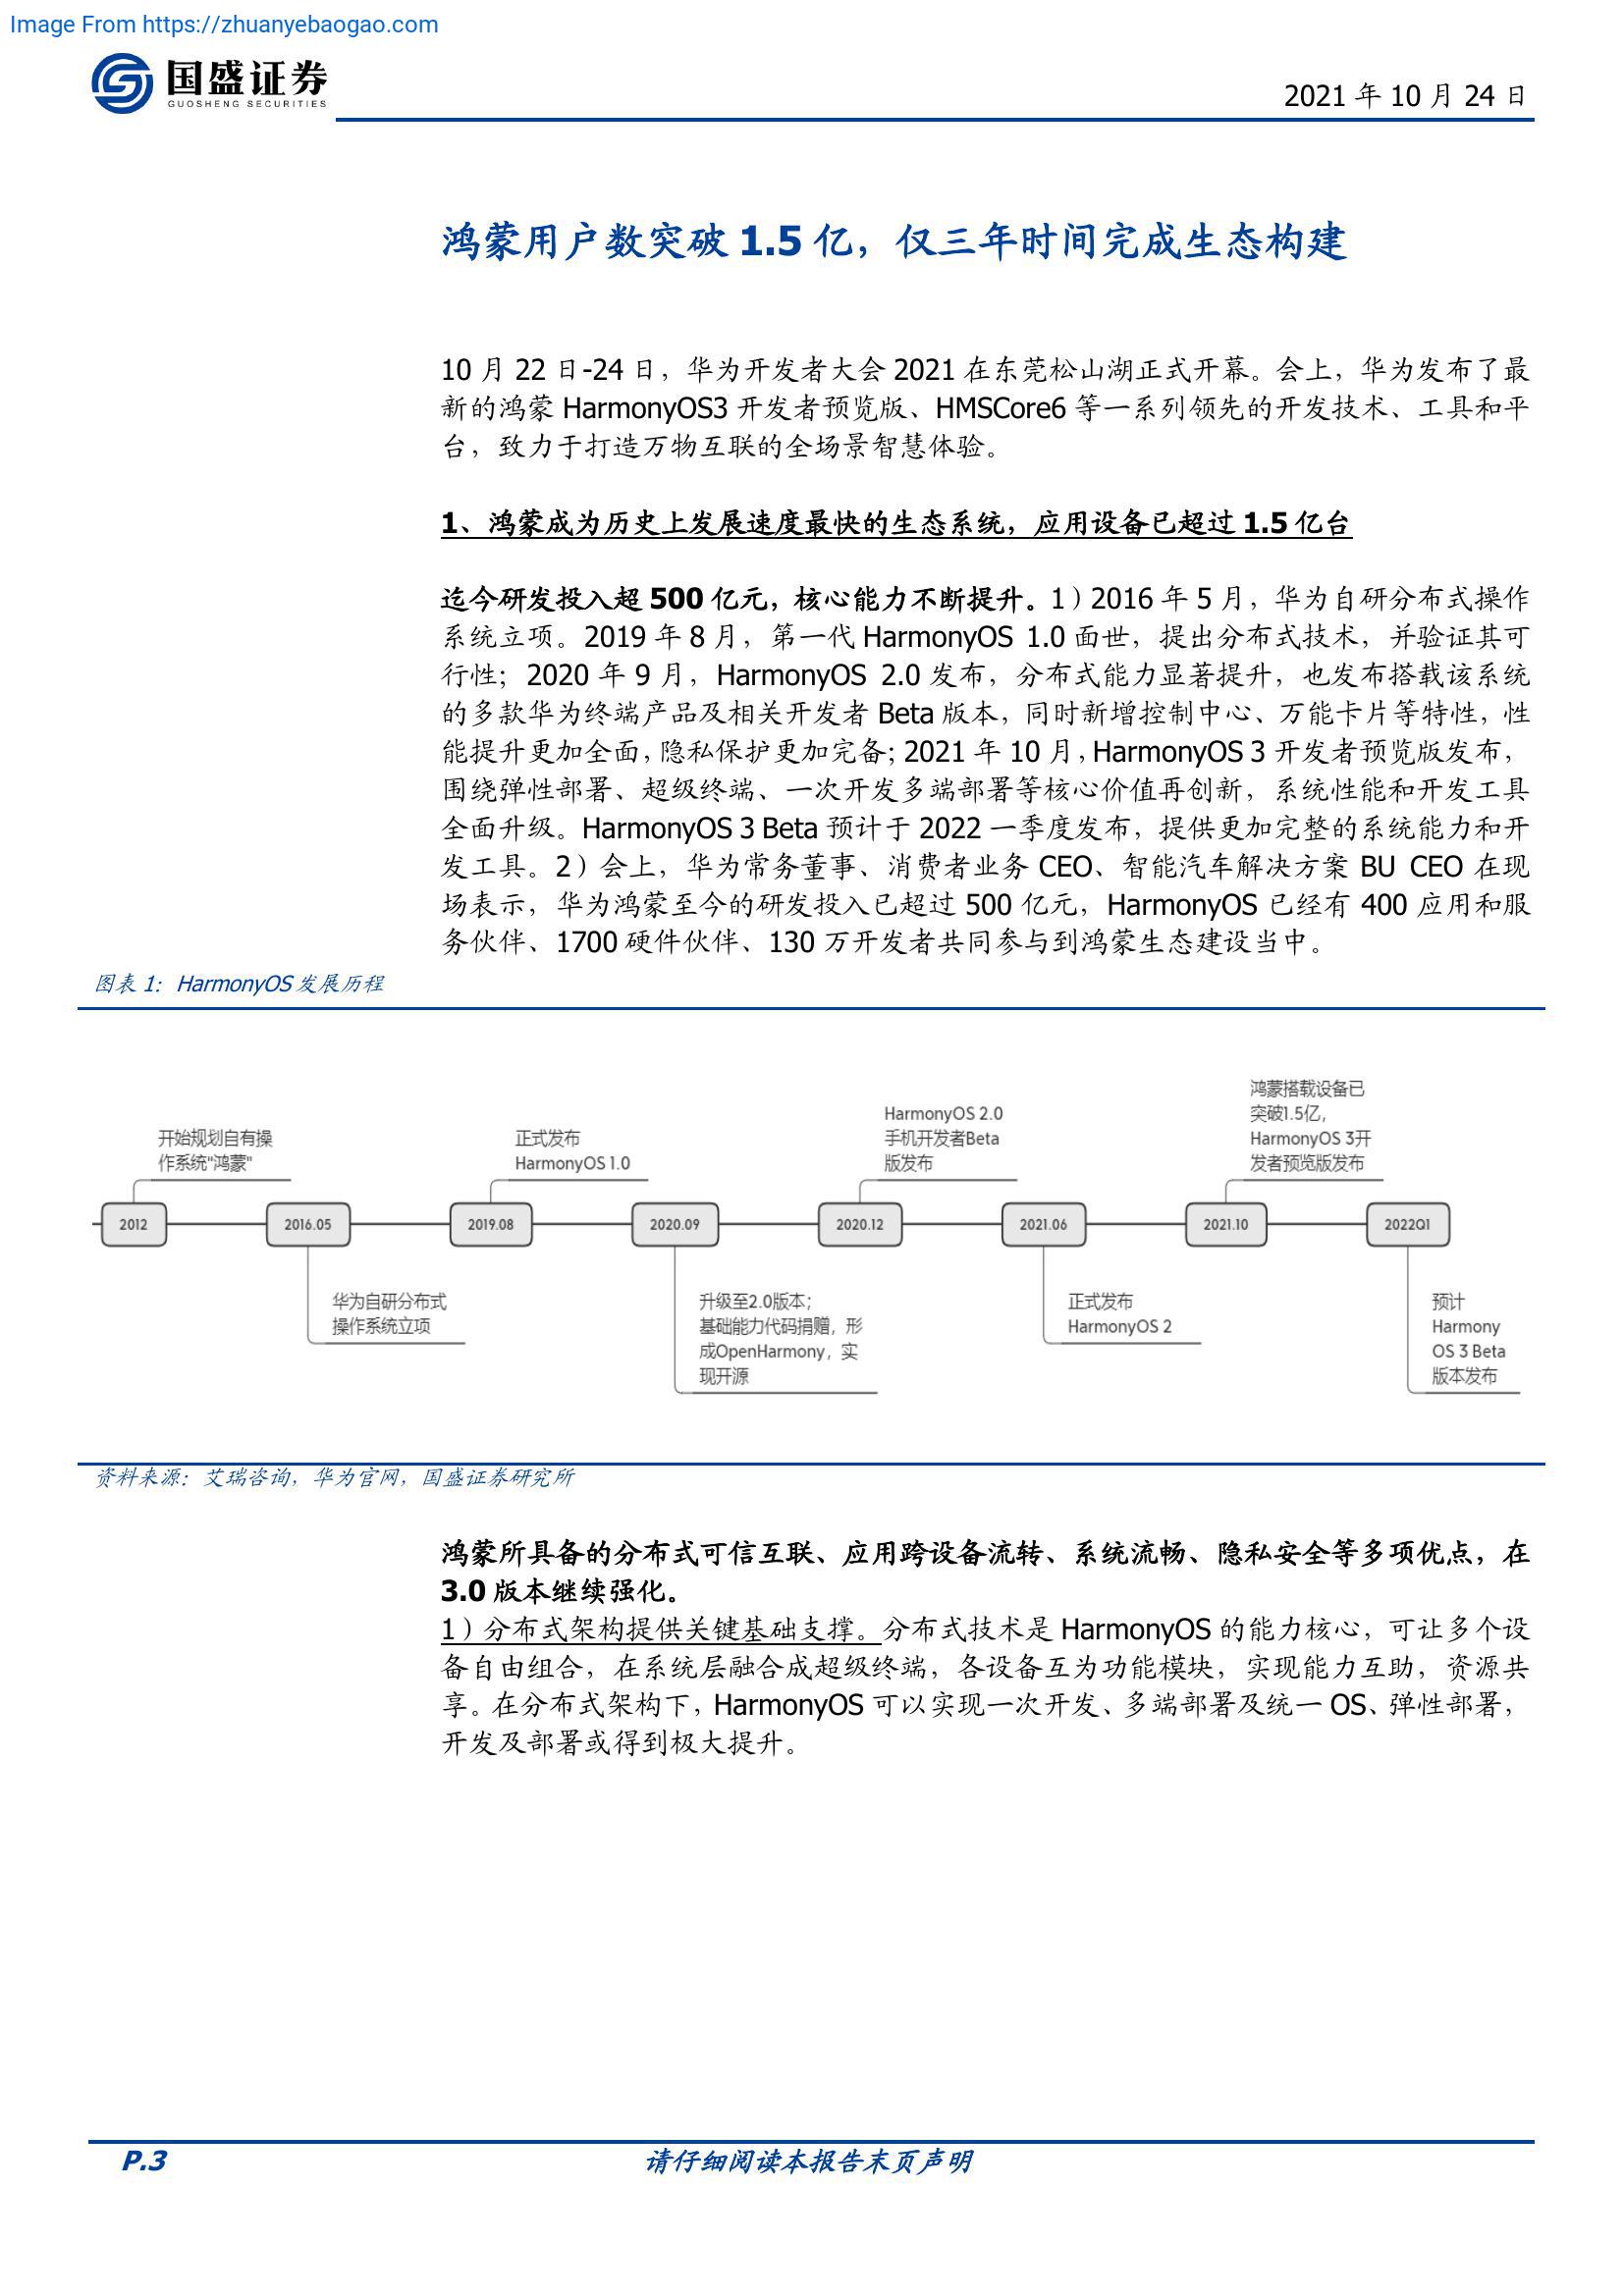 Image From https://zhuanyebaogao.com
国盛证券
GUOSHENG SECURITIES
2021 年 10 月 24 日
鸿蒙用户数突破 1.5 亿，仅三年时间完成生态构建
10 月 22 日-24 日，华为开发者大会 2021 在东莞松山湖正式开幕。会上，华为发布了最
新的鸿蒙 HarmonyOS3 开发者预览版、HMSCore6 等一系列领先的开发技术、工具和平
台，致力于打造万物互联的全场景智慧体验。
1、鸿蒙成为历史上发展速度最快的生态系统，应用设备已超过 1.5 亿台
迄今研发投入超 500 亿元，核心能力不断提升。1）2016 年 5 月，华为自研分布式操作
系统立项。2019 年 8 月，第一代 HarmonyOS 1.0 面世，提出分布式技术，并验证其可
行性；2020 年 9 月，HarmonyOS 2.0 发布，分布式能力显著提升，也发布搭载该系统
的多款华为终端产品及相关开发者 Beta 版本，同时新增控制中心、万能卡片等特性，性
能提升更加全面，隐私保护更加完备；2021 年 10 月，HarmonyOS 3 开发者预览版发布，
围绕弹性部署、超级终端、一次开发多端部署等核心价值再创新，系统性能和开发工具
全面升级。HarmonyOS 3 Beta 预计于 2022 一季度发布，提供更加完整的系统能力和开
发工具。2）会上，华为常务董事、消费者业务 CEO、智能汽车解决方案 BU CEO 在现
场表示，华为鸿蒙至今的研发投入已超过 500 亿元，HarmonyOS 已经有 400 应用和服
务伙伴、1700 硬件伙伴、130 万开发者共同参与到鸿蒙生态建设当中。
图表 1：HarmonyOS 发展历程
开始规划自有操
作系统"鸿蒙"
正式发布
HarmonyOS 1.0
HarmonyOS 2.0
手机开发者Beta
版发布
鸿蒙搭载设备已
突破1.5亿，
HarmonyOS 3开
发者预览版发布
2012
2016.05
2019.08
2020.09
2020.12
2021.06
2021.10
2022Q1
华为自研分布式
操作系统立项
升级至2.0版本；
基础能力代码捐赠，形
成OpenHarmony，实
现开源
正式发布
HarmonyOS 2
预计
Harmony
OS 3 Beta
版本发布
资料来源：艾瑞咨询，华为官网，国盛证券研究所
鸿蒙所具备的分布式可信互联、应用跨设备流转、系统流畅、隐私安全等多项优点，在
3.0 版本继续强化。
1）分布式架构提供关键基础支撑。分布式技术是 HarmonyOS 的能力核心，可让多个设
备自由组合，在系统层融合成超级终端，各设备互为功能模块，实现能力互助，资源共
享。在分布式架构下，HarmonyOS 可以实现一次开发、多端部署及统一 OS、弹性部署，
开发及部署或得到极大提升。
P.3
请仔细阅读本报告末页声明